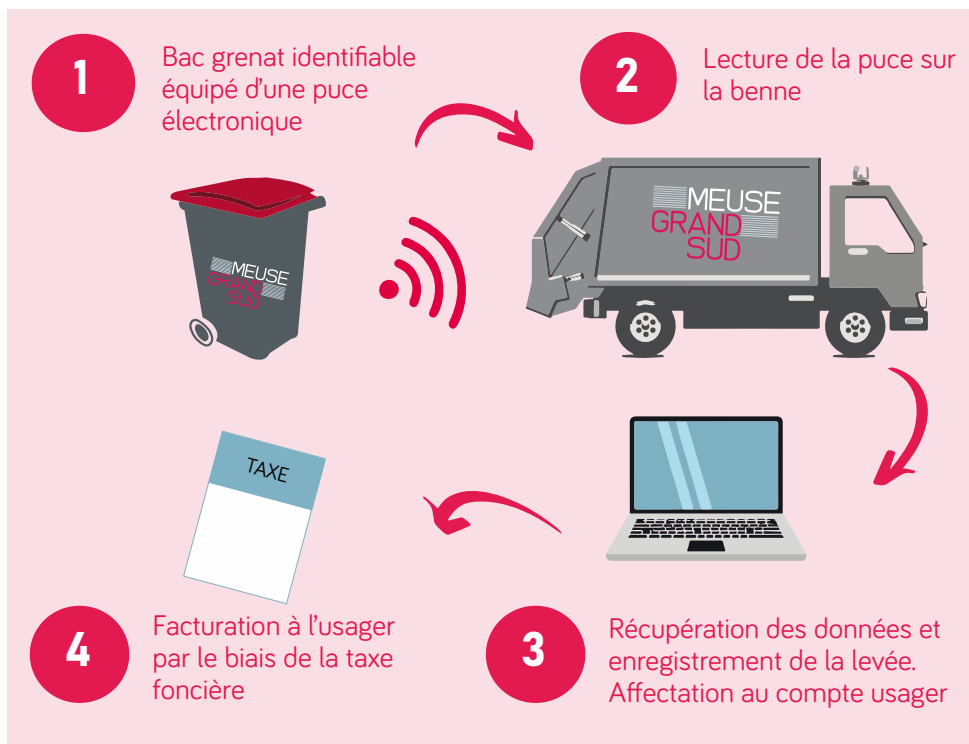 1
Bac grenat identifiable
équipé d'une puce
électronique
2
Lecture de la puce sur
la benne
MEUSE
GRAND
SUD
MEUSE
GRAND
SUD
TAXE
4
Facturation à l'usager
par le biais de la taxe
foncière
3
Récupération des données et
enregistrement de la levée.
Affectation au compte usager